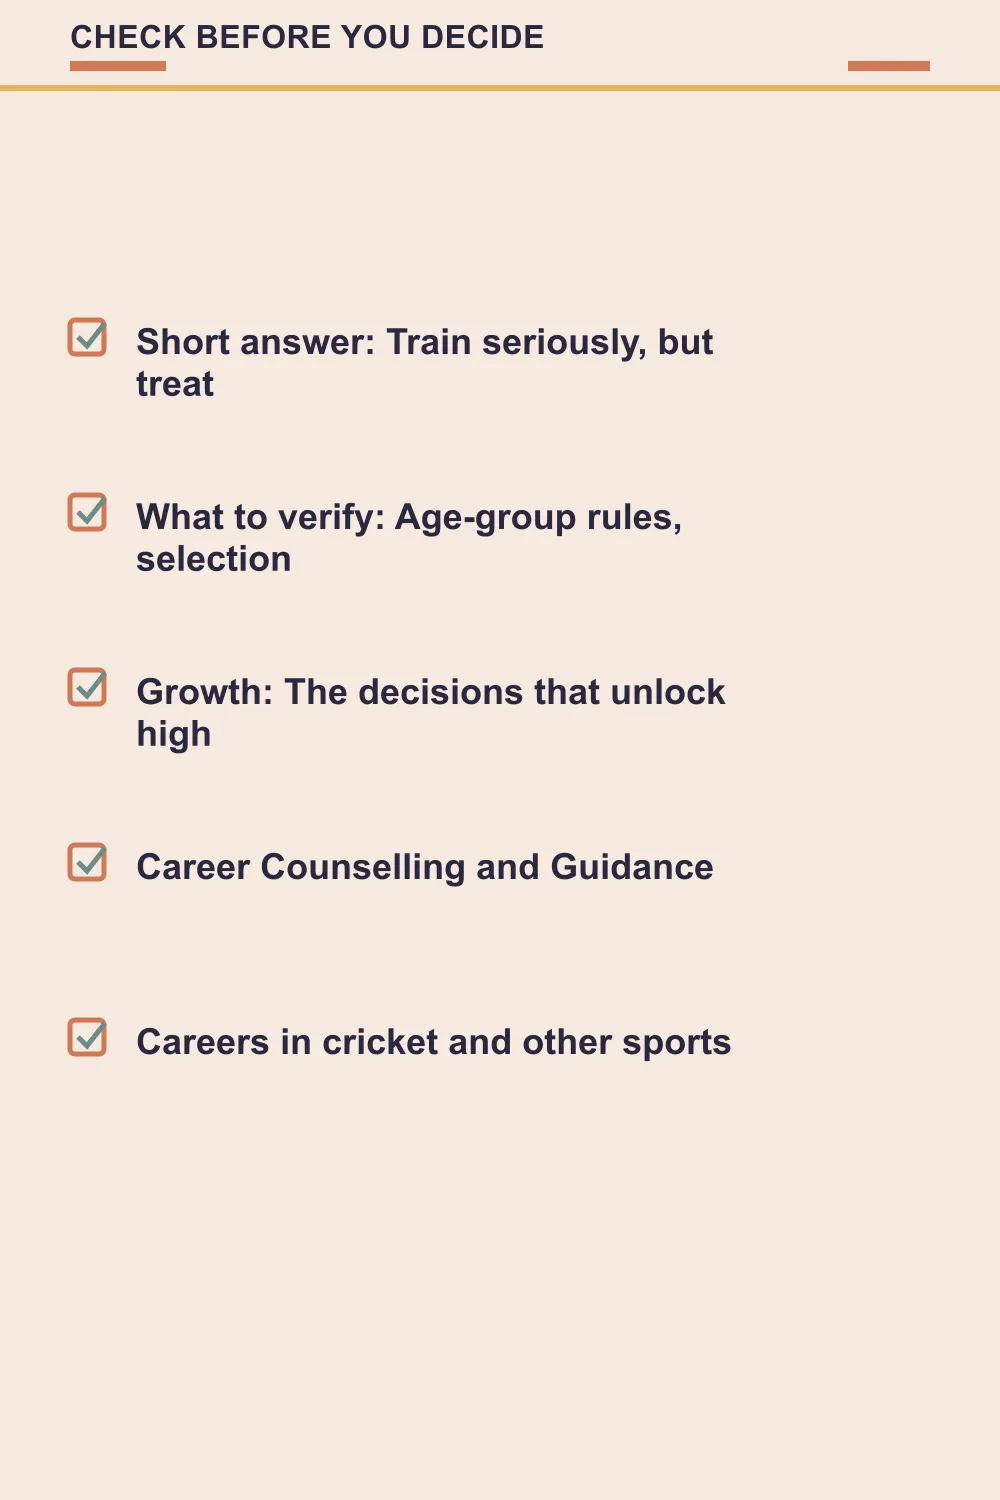 CHECK BEFORE YOU DECIDE
Short answer: Train seriously, but
treat
What to verify: Age-group rules,
selection
Growth: The decisions that unlock
high
Career Counselling and Guidance
Careers in cricket and other sports